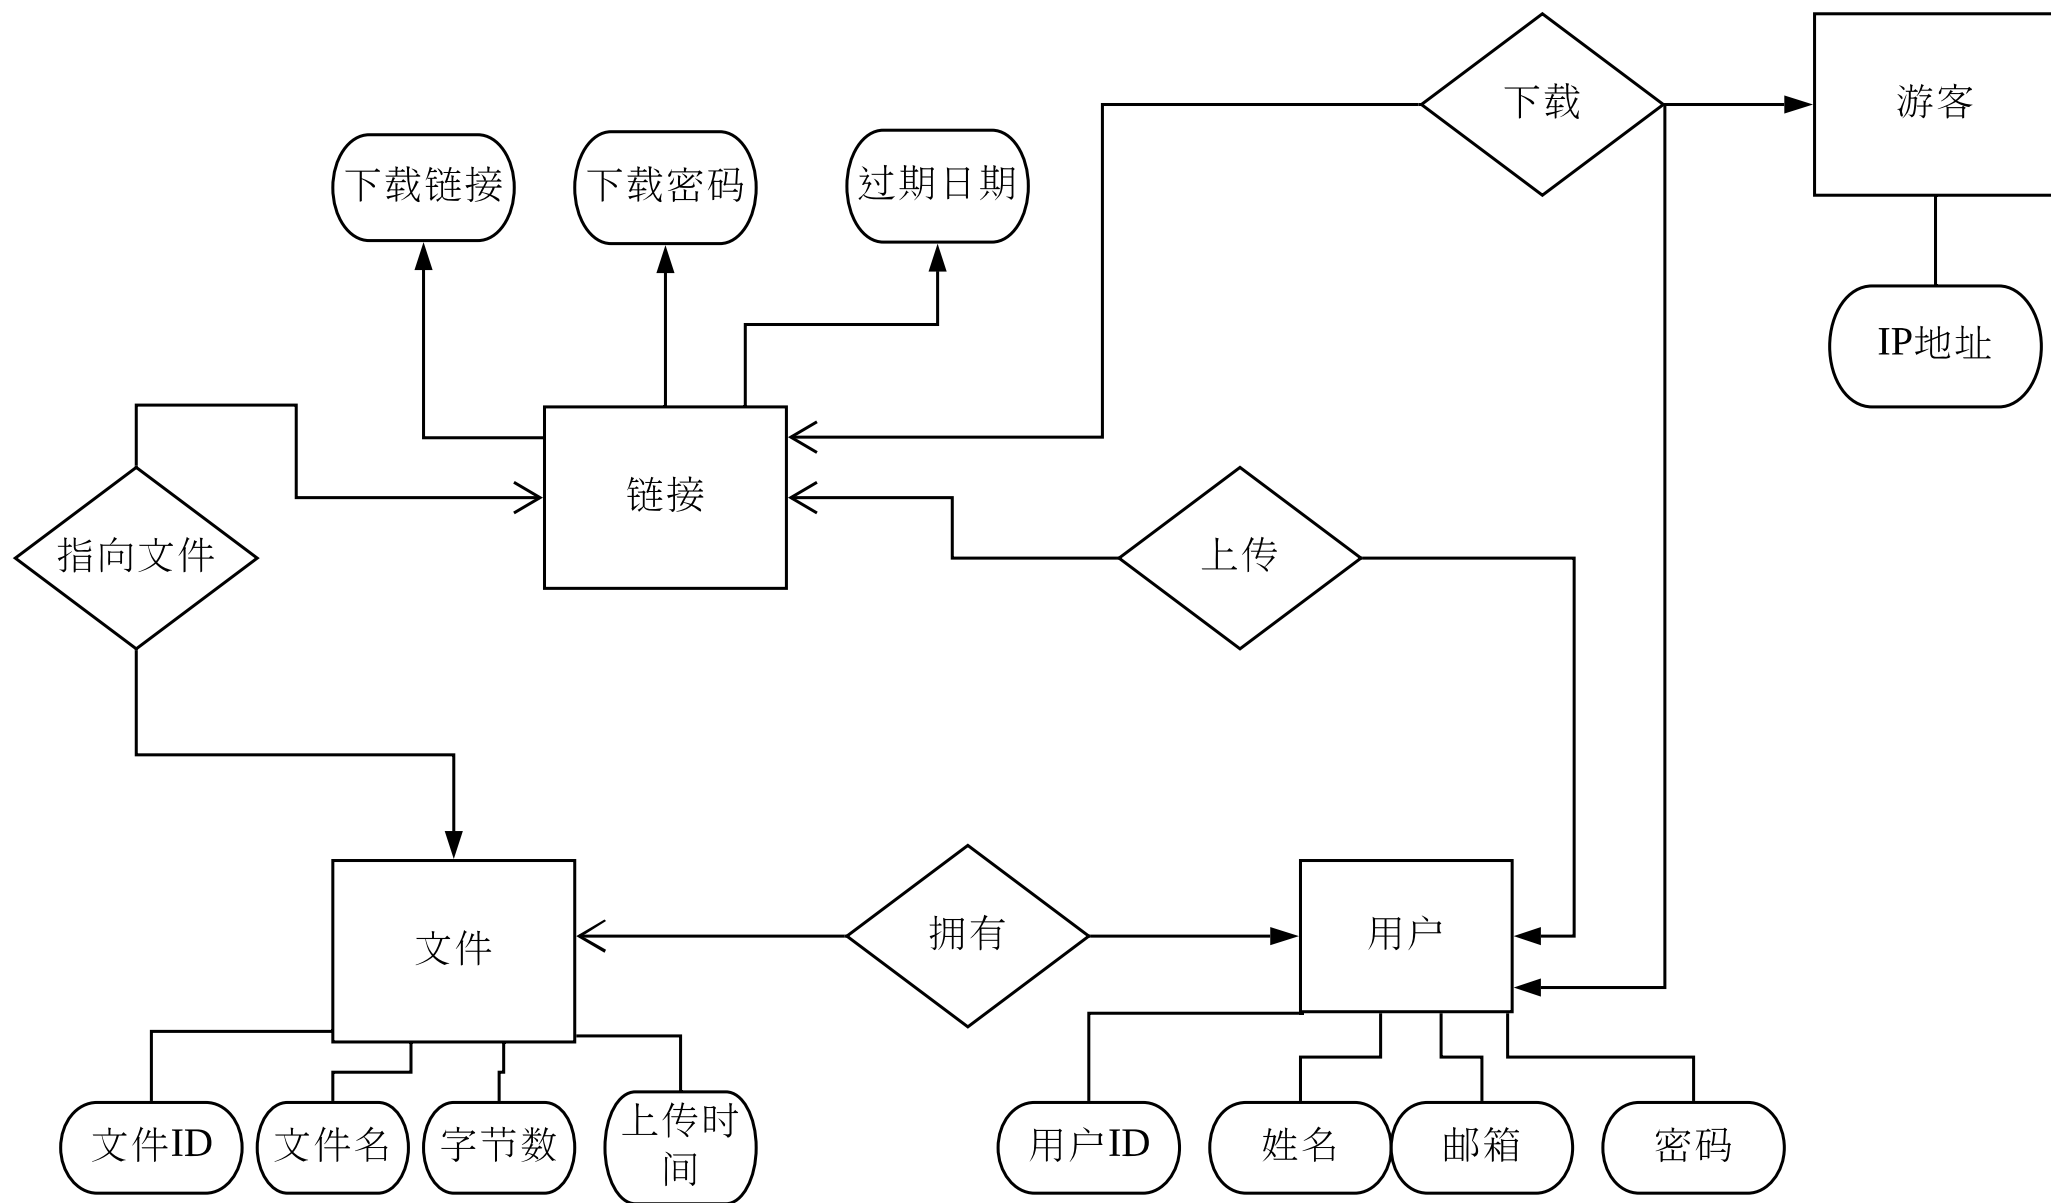 下载
游客
下载链接
下载密码
过期日期
IP地址
链接
指向文件
上传
文件
拥有
用户
文件ID
文件名
字节数
上传时
间
用户ID
姓名
邮箱
密码